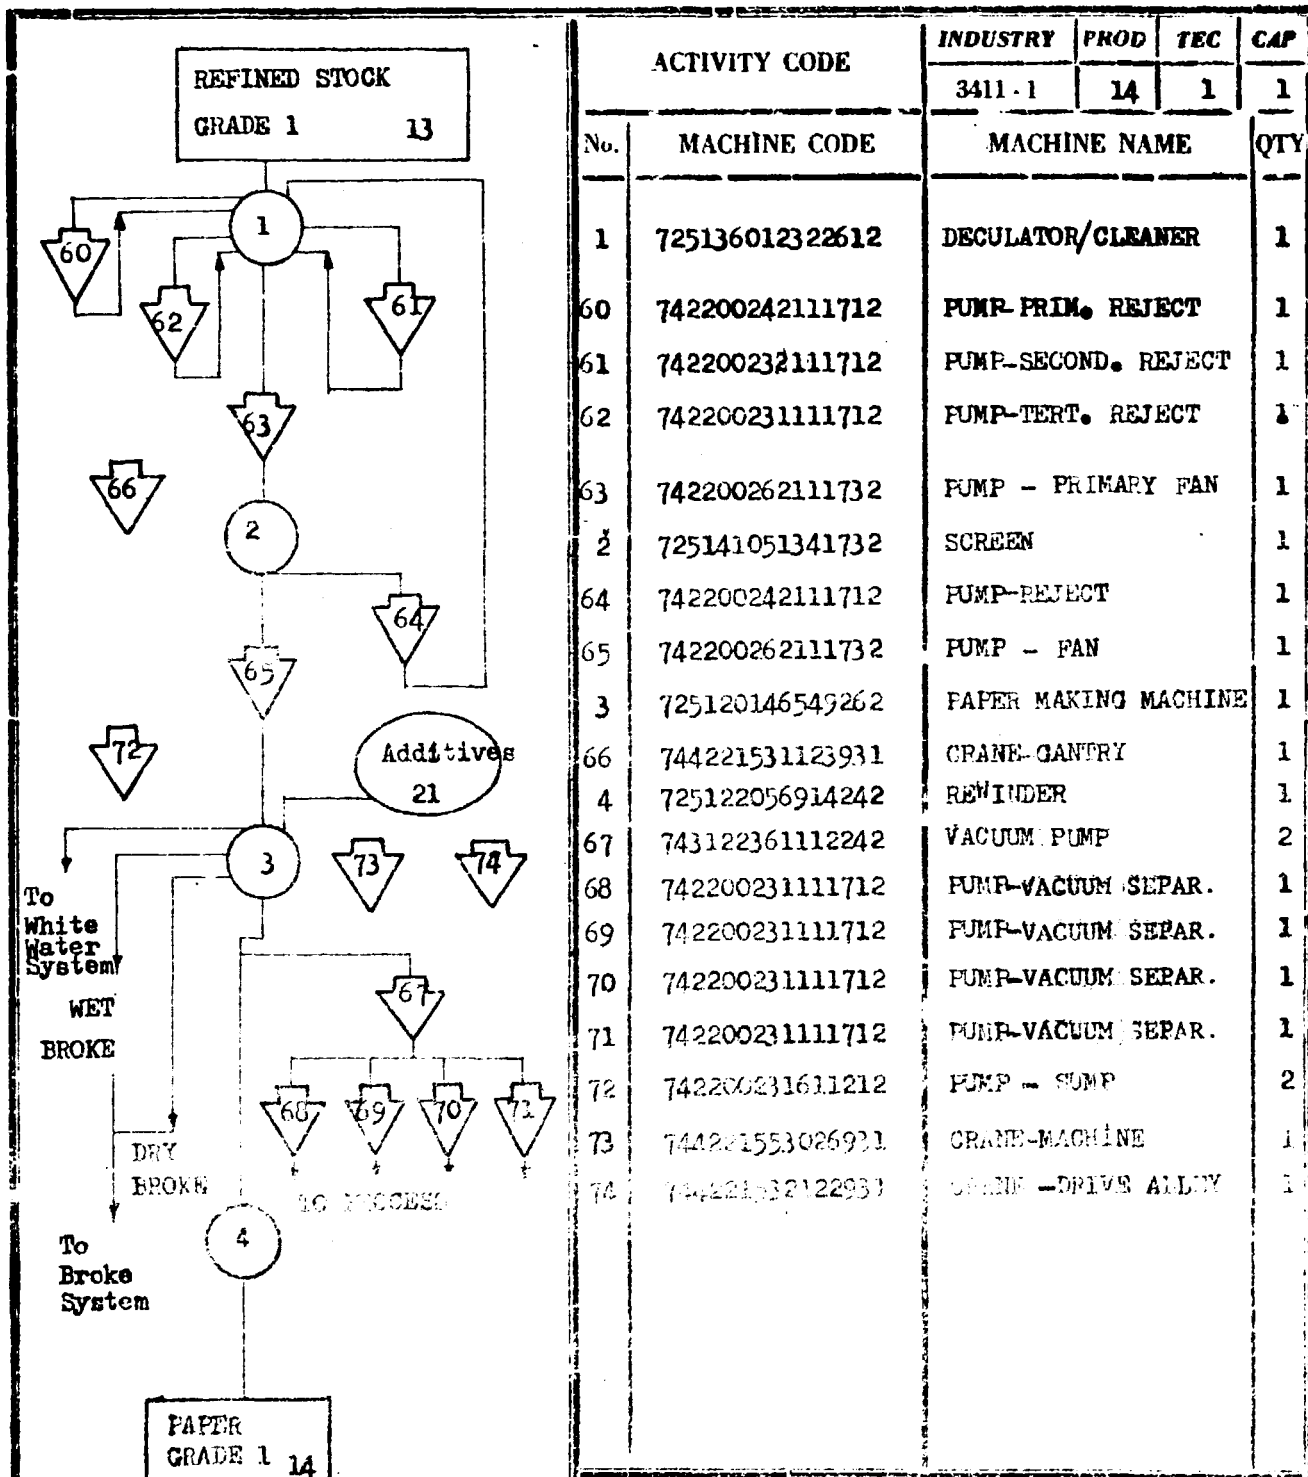 REFINED STOCK
GRADE 1 13
1
60
62
61
63
66
2
64
65
72
Additives
21
3
73
74
To
White
Water
System
WET
BROKE
67
68 69 70 71
DRY
BROKE
TO PROCESS
4
To
Broke
System
PAPER
GRADE 1 14
ACTIVITY CODE INDUSTRY PROD TEC CAP
3411-1 14 1 1
No. MACHINE CODE MACHINE NAME QTY
1 725136012322612 DECULATOR/CLEANER 1
60 742200242111712 PUMP-PRIM. REJECT 1
61 742200232111712 PUMP-SECOND. REJECT 1
62 742200231111712 PUMP-TERT. REJECT 1
63 742200262111732 PUMP - PRIMARY FAN 1
2 725141051341732 SCREEN 1
64 742200242111712 PUMP-REJECT 1
65 742200262111732 PUMP - FAN 1
3 725120146549262 PAPER MAKING MACHINE 1
66 744221531123931 CRANE-GANTRY 1
4 725122056914242 REWINDER 1
67 743122361112242 VACUUM PUMP 2
68 742200231111712 PUMP-VACUUM SEPAR. 1
69 742200231111712 PUMP-VACUUM SEPAR. 1
70 742200231111712 PUMP-VACUUM SEPAR. 1
71 742200231111712 PUMP-VACUUM SEPAR. 1
72 742200231611212 PUMP - SUMP 2
73 744221553026931 CRANE-MACHINE 1
74 CRANE -DRIVE ALLEY 1